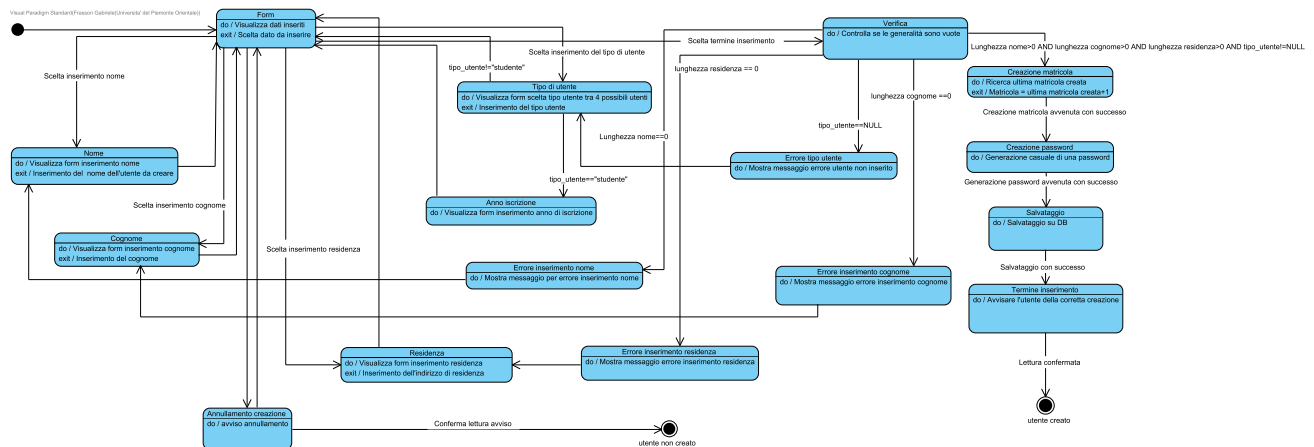 Visual Paradigm Standard(Frasson Gabriele(Universita' del Piemonte Orientale))
Form
do / Visualizza dati inseriti
exit / Scelta dato da inserire
Verifica
do / Controlla se le generalità sono vuote
Scelta termine inserimento
Lunghezza nome>0 AND lunghezza cognome>0 AND lunghezza residenza>0 AND tipo_utente!=NULL
Scelta inserimento del tipo di utente
tipo_utente!="studente"
lunghezza residenza == 0
Scelta inserimento nome
Creazione matricola
do / Ricerca ultima matricola creata
exit / Matricola = ultima matricola creata+1
Tipo di utente
do / Visualizza form scelta tipo utente tra 4 possibili utenti
exit / Inserimento del tipo utente
lunghezza cognome ==0
Creazione matricola avvenuta con successo
tipo_utente==NULL
Lunghezza nome==0
Creazione password
do / Generazione casuale di una password
Nome
do / Visualizza form inserimento nome
exit / Inserimento del  nome dell'utente da creare
Errore tipo utente
do / Mostra messaggio errore utente non inserito
tipo_utente=="studente"
Generazione password avvenuta con successo
Scelta inserimento cognome
Anno iscrizione
do / Visualizza form inserimento anno di iscrizione
Salvataggio
do / Salvataggio su DB
Cognome
do / Visualizza form inserimento cognome
exit / Inserimento del cognome
Scelta inserimento residenza
Salvataggio con successo
Errore inserimento nome
do / Mostra messaggio per errore inserimento nome
Errore inserimento cognome
do / Mostra messaggio errore inserimento cognome
Termine inserimento
do / Avvisare l'utente della corretta creazione
Residenza
do / Visualizza form inserimento residenza
exit / Inserimento dell'indirizzo di residenza
Errore inserimento residenza
do / Mostra messaggio errore inserimento residenza
Lettura confermata
Annullamento creazione
do / avviso annullamento
Conferma lettura avviso
utente creato
utente non creato